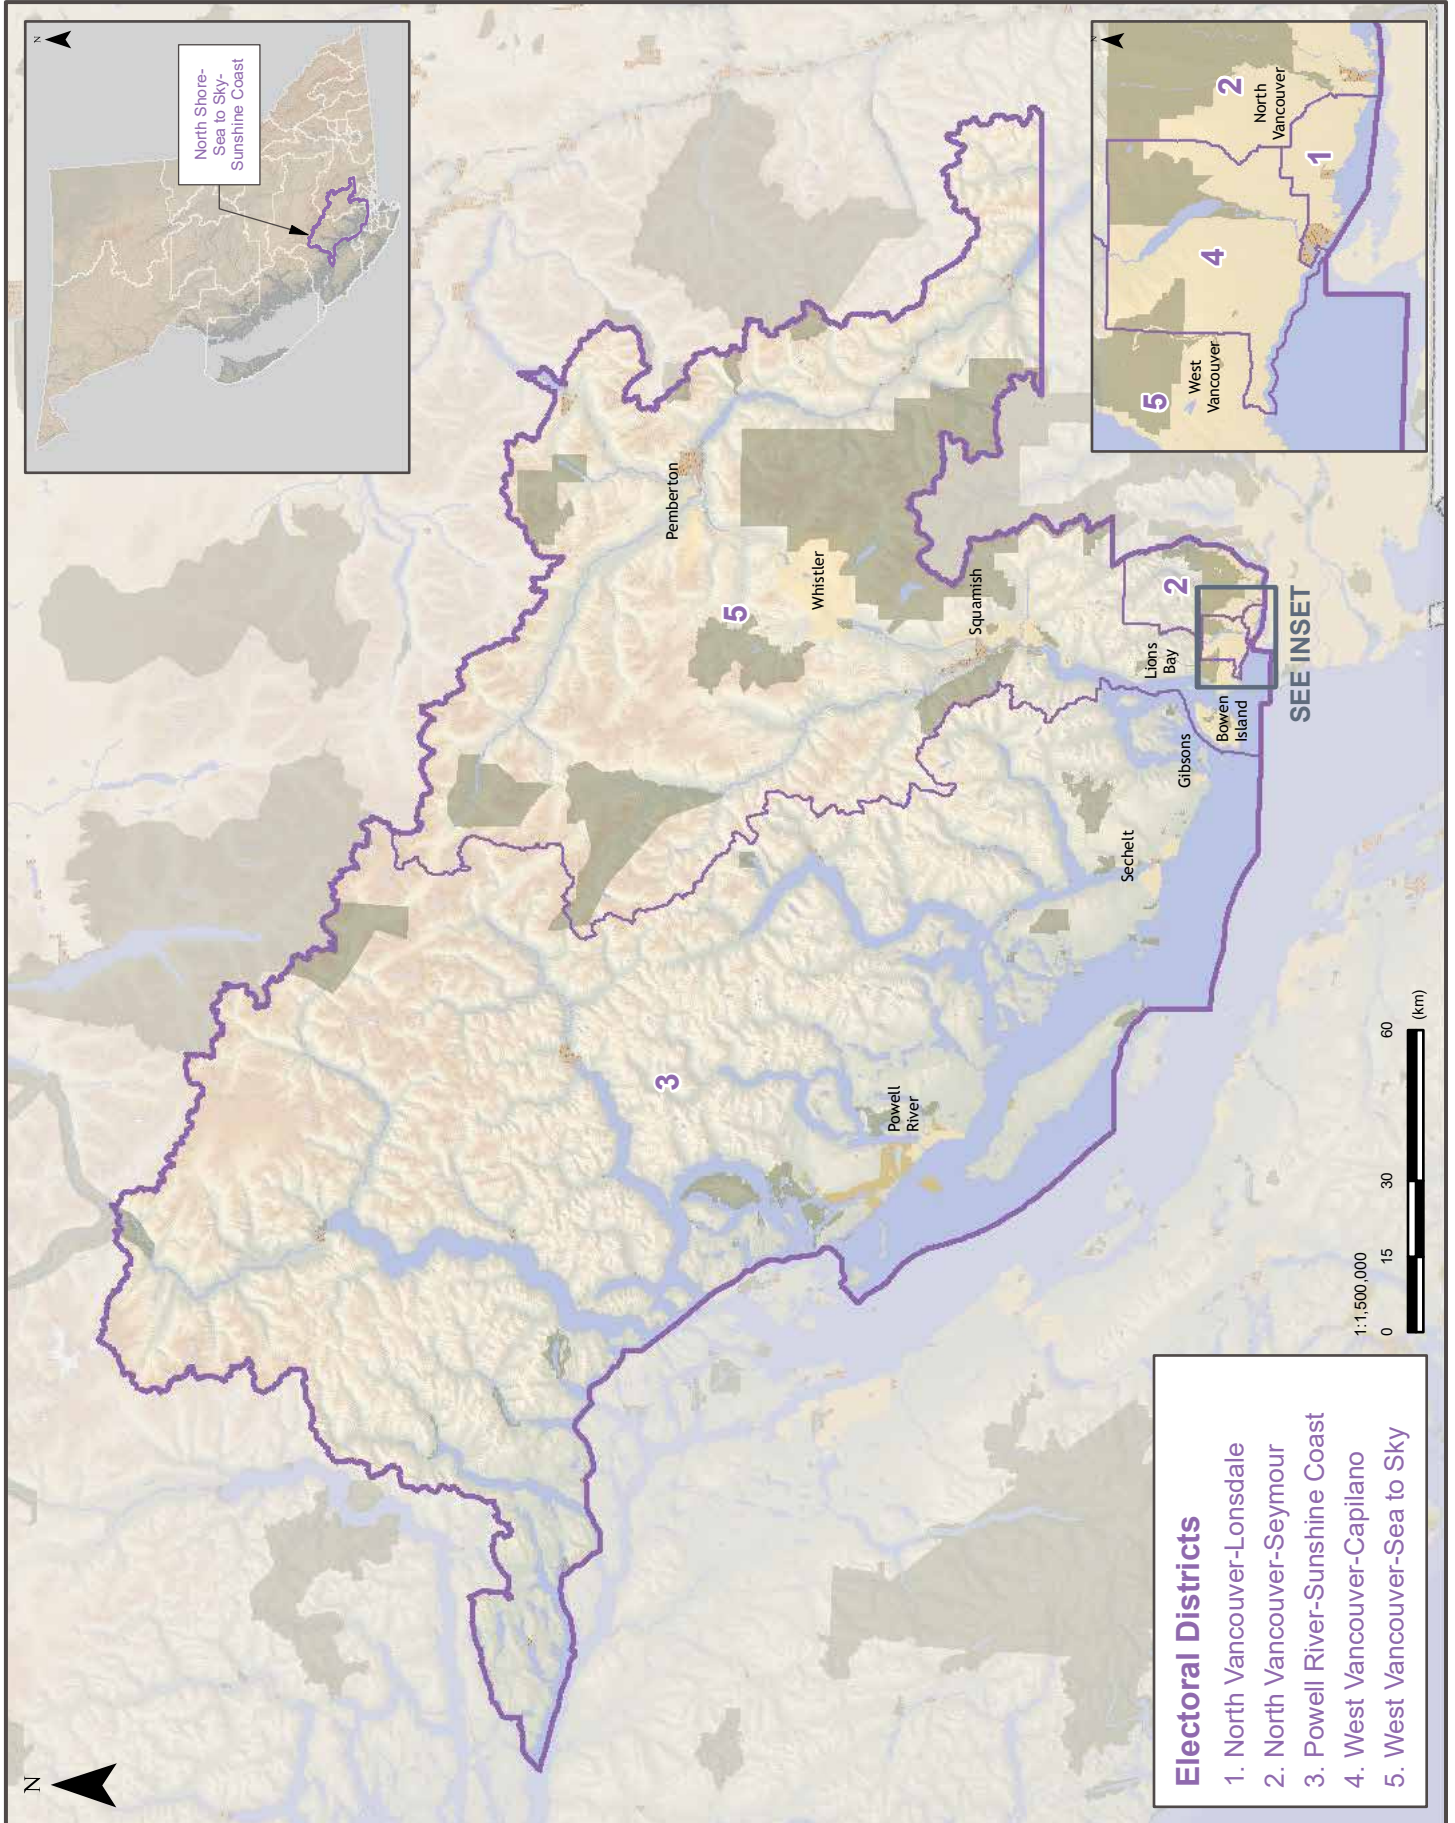 N
N
North Shore-
Sea to Sky-
Sunshine Coast
N
5
West
Vancouver
4
2
North
Vancouver
1
Pemberton
5
Whistler
Squamish
2
Lions
Bay
Bowen
Island
Gibsons
SEE INSET
Sechelt
3
Powell
River
Electoral Districts
1. North Vancouver-Lonsdale
2. North Vancouver-Seymour
3. Powell River-Sunshine Coast
4. West Vancouver-Capilano
5. West Vancouver-Sea to Sky
1:1,500,000
0 15 30 60
(km)